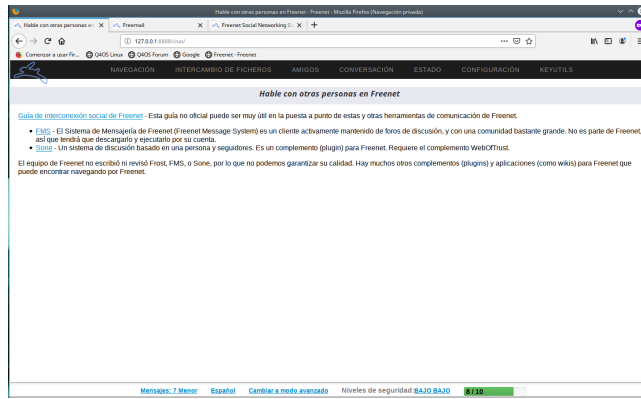 Hable con otras personas en Freenet - Freenet - Mozilla Firefox (Navegación privada)
Hable con otras personas en
Freemail
Freenet Social Networking G
127.0.0.1:8888/chat/
Comenzar a usar Fir...
Q4OS Linux
Q4OS Forum
Google
Freenet - Freenet
NAVEGACIÓN
INTERCAMBIO DE FICHEROS
AMIGOS
CONVERSACIÓN
ESTADO
CONFIGURACIÓN
KEYUTILS
Hable con otras personas en Freenet
Guía de interconexión social de Freenet - Esta guía no oficial puede ser muy útil en la puesta a punto de estas y otras herramientas de comunicación de Freenet.
FMS - El Sistema de Mensajería de Freenet (Freenet Message System) es un cliente activamente mantenido de foros de discusión, y con una comunidad bastante grande. No es parte de Freenet,
así que tendrá que descargarlo y ejecutarlo por su cuenta.
Sone - Un sistema de discusión basado en una persona y seguidores. Es un complemento (plugin) para Freenet. Requiere el complemento WebOfTrust.
El equipo de Freenet no escribió ni revisó Frost, FMS, o Sone, por lo que no podemos garantizar su calidad. Hay muchos otros complementos (plugins) y aplicaciones (como wikis) para Freenet que
puede encontrar navegando por Freenet.
Mensajes: 7 Menor
Español
Cambiar a modo avanzado
Niveles de seguridad: BAJO BAJO
8 / 10